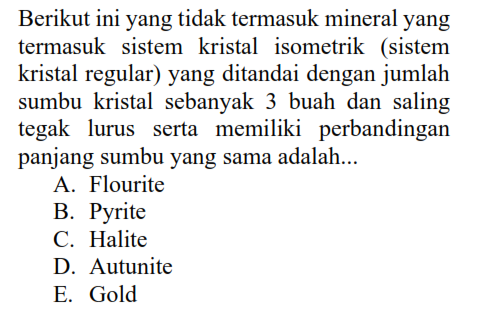 Berikut ini yang tidak termasuk mineral yang
termasuk sistem kristal isometrik (sistem
kristal regular) yang ditandai dengan jumlah
sumbu kristal sebanyak 3 buah dan saling
tegak lurus serta memiliki perbandingan
panjang sumbu yang sama adalah...
A. Flourite
B. Pyrite
C. Halite
D. Autunite
E. Gold